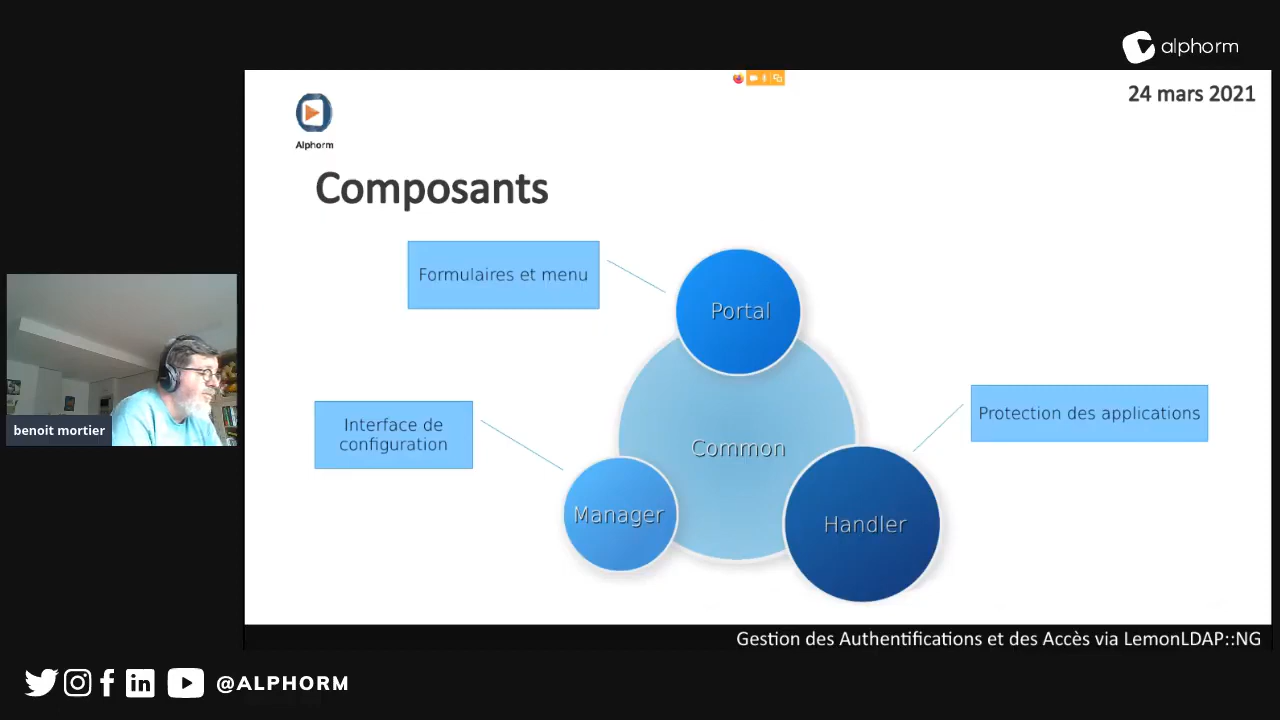 alphorm
24 mars 2021
Alphorm
Composants
Formulaires et menu
Portal
Protection des applications
Interface de
configuration
Common
benoit mortier
Manager
Handler
Gestion des Authentifications et des Accès via LemonLDAP::NG
@ALPHORM